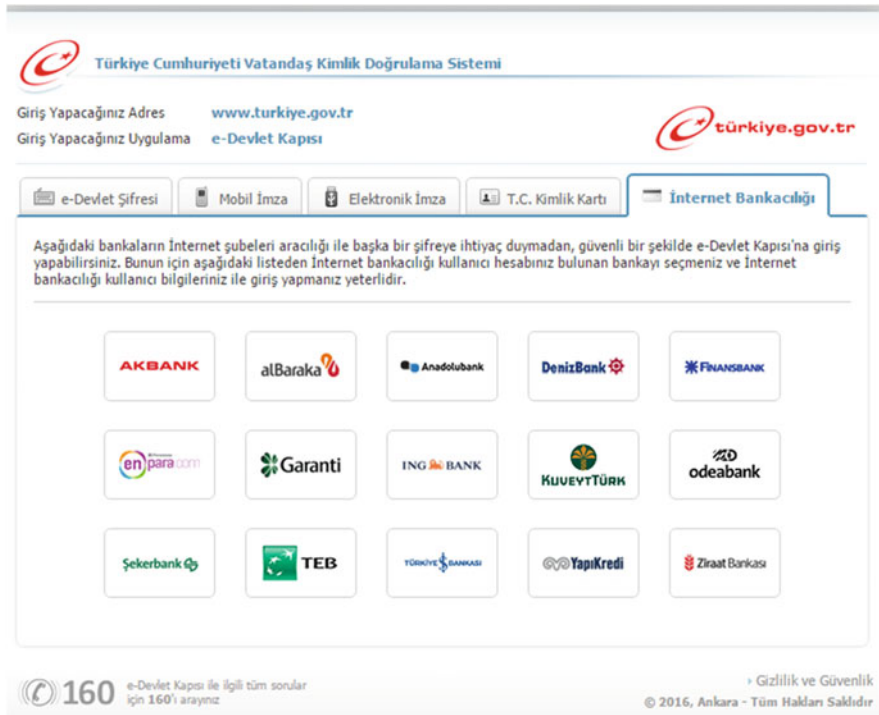 Türkiye Cumhuriyeti Vatandaş Kimlik Doğrulama Sistemi
Giriş Yapacağınız Adres www.turkiye.gov.tr
Giriş Yapacağınız Uygulama e-Devlet Kapısı
türkiye.gov.tr
e-Devlet Şifresi Mobil İmza Elektronik İmza T.C. Kimlik Kartı İnternet Bankacılığı
Aşağıdaki bankaların İnternet şubeleri aracılığı ile başka bir şifreye ihtiyaç duymadan, güvenli bir şekilde e-Devlet Kapısı'na giriş
yapabilirsiniz. Bunun için aşağıdaki listeden İnternet bankacılığı kullanıcı hesabınız bulunan bankayı seçmeniz ve İnternet
bankacılığı kullanıcı bilgileriniz ile giriş yapmanız yeterlidir.
AKBANK alBaraka Anadolubank DenizBank FINANSBANK
enpara.com Garanti ING BANK KUVEYTTÜRK odeabank
Şekerbank TEB TÜRKİYE İŞ BANKASI YapıKredi Ziraat Bankası
160 e-Devlet Kapısı ile ilgili tüm sorular
için 160'ı arayınız
Gizlilik ve Güvenlik
© 2016, Ankara - Tüm Hakları Saklıdır